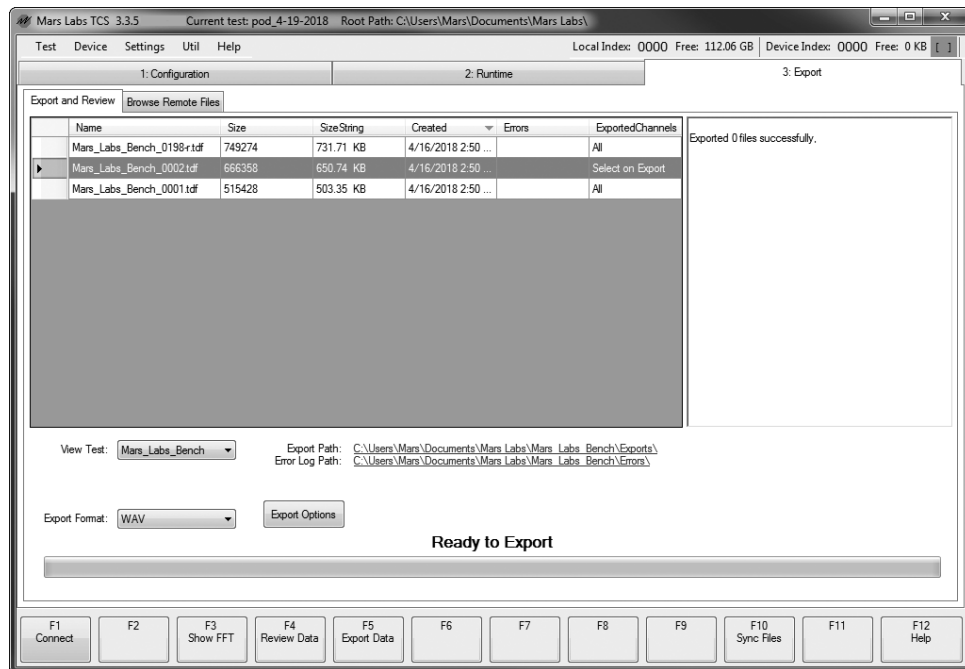 Mars Labs TCS 3.3.5 Current test: pod_4-19-2018 Root Path: C:\Users\Mars\Documents\Mars Labs\
Test Device Settings Util Help Local Index: 0000 Free: 112.06 GB Device Index: 0000 Free: 0 KB [ ]
1: Configuration 2: Runtime 3: Export
Export and Review Browse Remote Files
Name Size SizeString Created Errors ExportedChannels
Mars_Labs_Bench_0198-r.tdf 749274 731.71 KB 4/16/2018 2:50 ... All
Mars_Labs_Bench_0002.tdf 666358 650.74 KB 4/16/2018 2:50 ... Select on Export
Mars_Labs_Bench_0001.tdf 515428 503.35 KB 4/16/2018 2:50 ... All
Exported 0 files successfully,
View Test: Mars_Labs_Bench Export Path: C:\Users\Mars\Documents\Mars Labs\Mars_Labs_Bench\Exports\
Error Log Path: C:\Users\Mars\Documents\Mars Labs\Mars_Labs_Bench\Errors\
Export Format: WAV Export Options
Ready to Export
F1 F2 F3 F4 F5 F6 F7 F8 F9 F10 F11 F12
Connect Show FFT Review Data Export Data Sync Files Help